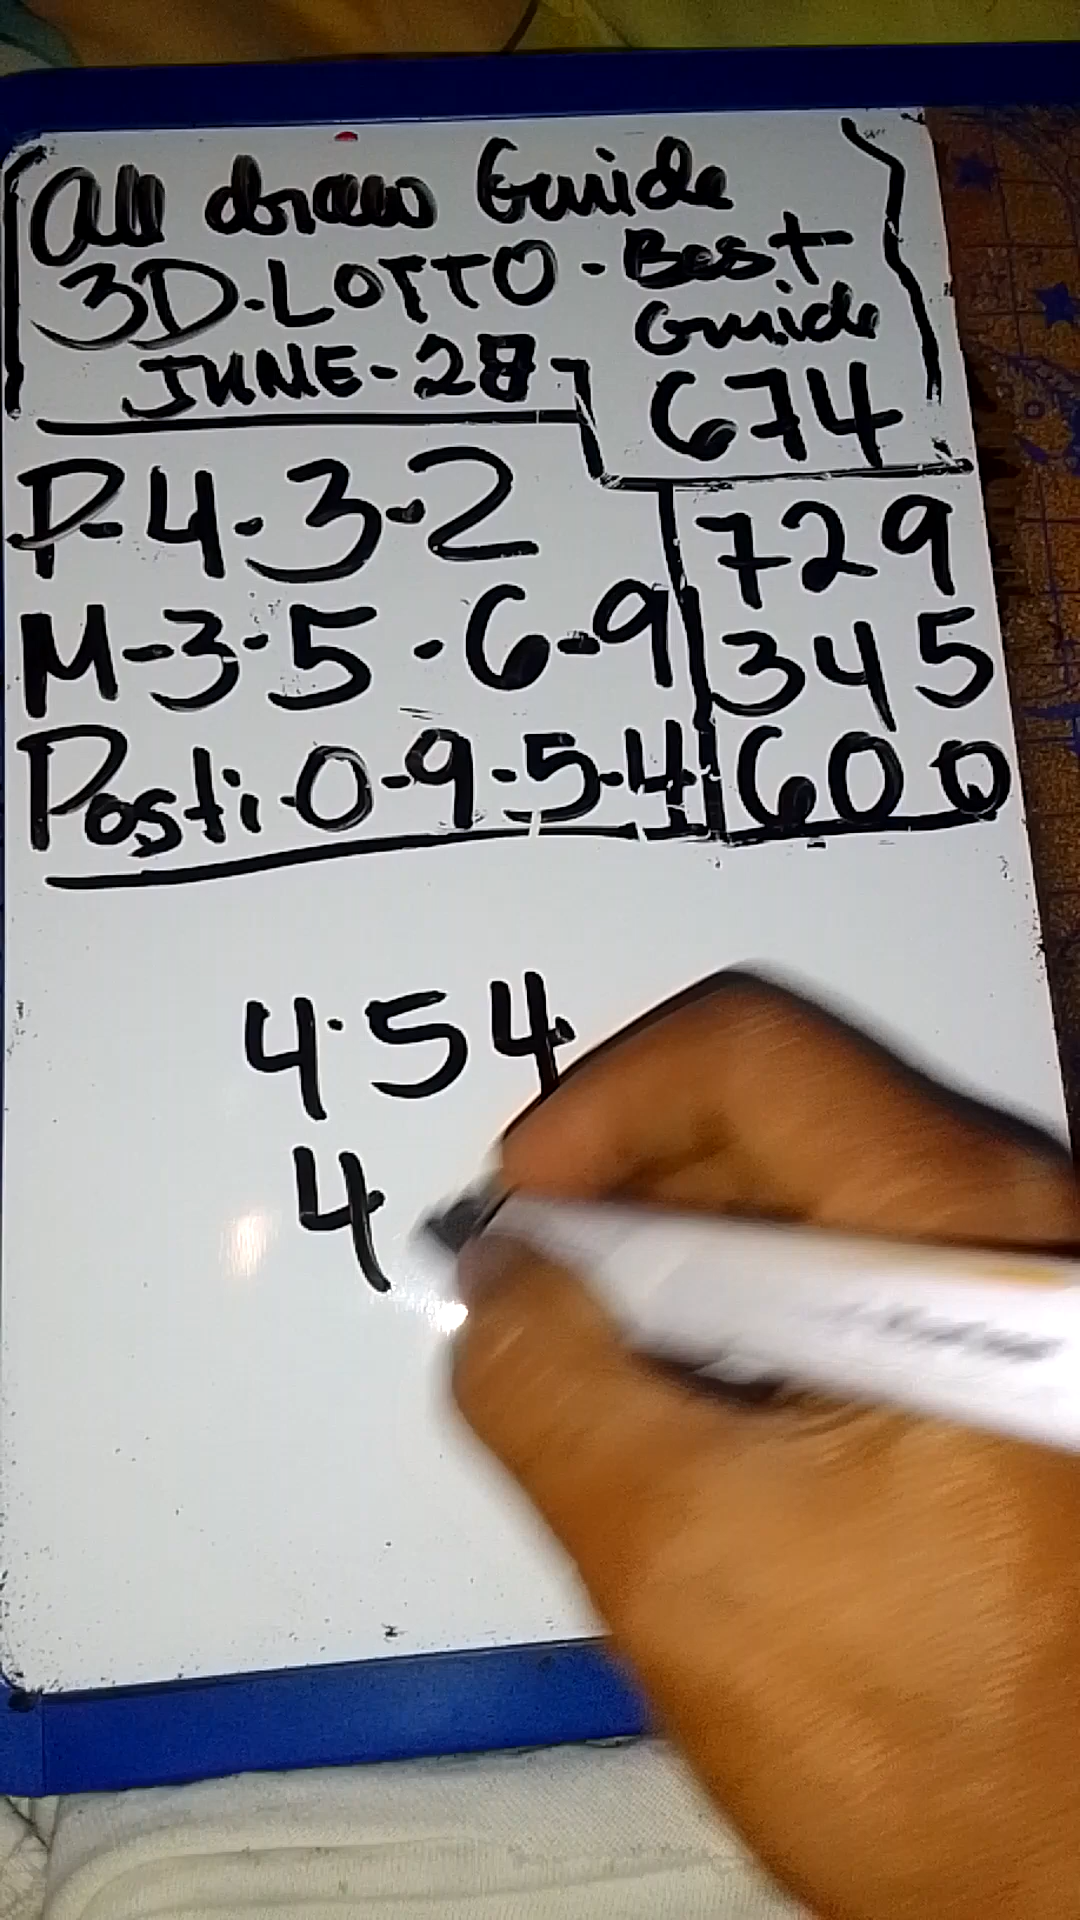 All draw Guide
3D-LOTTO-Best
Guide
JUNE-28
674
P-4-3-2
729
M-3-5-6-9
345
Posti-0-9-5-4
600
4.54
4